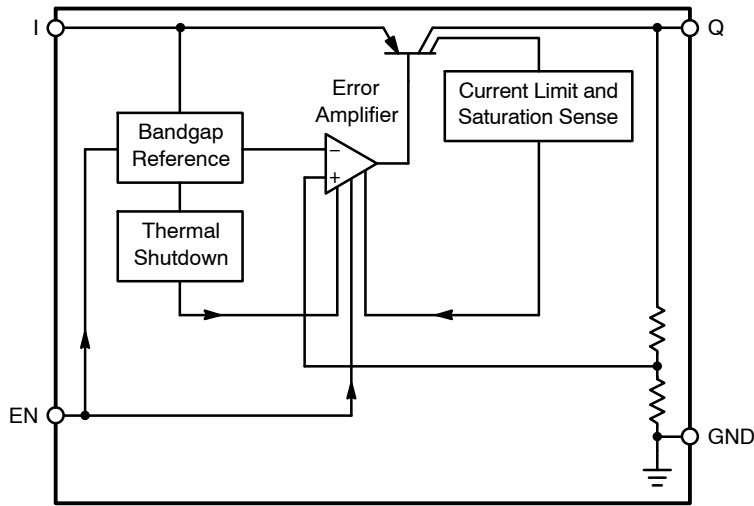 I
Q
Error
Amplifier
Current Limit and
Saturation Sense
Bandgap
Reference
−
+
Thermal
Shutdown
EN
GND